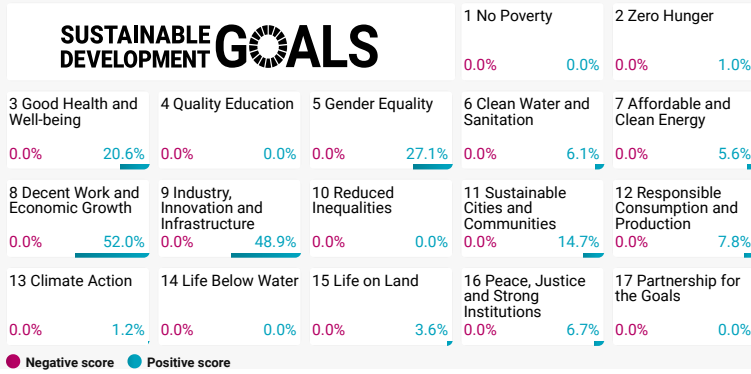 SUSTAINABLE
DEVELOPMENT
GOALS
1 No Poverty
0.0% 0.0%
2 Zero Hunger
0.0% 1.0%
3 Good Health and
Well-being
0.0% 20.6%
4 Quality Education
0.0% 0.0%
5 Gender Equality
0.0% 27.1%
6 Clean Water and
Sanitation
0.0% 6.1%
7 Affordable and
Clean Energy
0.0% 5.6%
8 Decent Work and
Economic Growth
0.0% 52.0%
9 Industry,
Innovation and
Infrastructure
0.0% 48.9%
10 Reduced
Inequalities
0.0% 0.0%
11 Sustainable
Cities and
Communities
0.0% 14.7%
12 Responsible
Consumption and
Production
0.0% 7.8%
13 Climate Action
0.0% 1.2%
14 Life Below Water
0.0% 0.0%
15 Life on Land
0.0% 3.6%
16 Peace, Justice
and Strong
Institutions
0.0% 6.7%
17 Partnership for
the Goals
0.0% 0.0%
Negative score Positive score